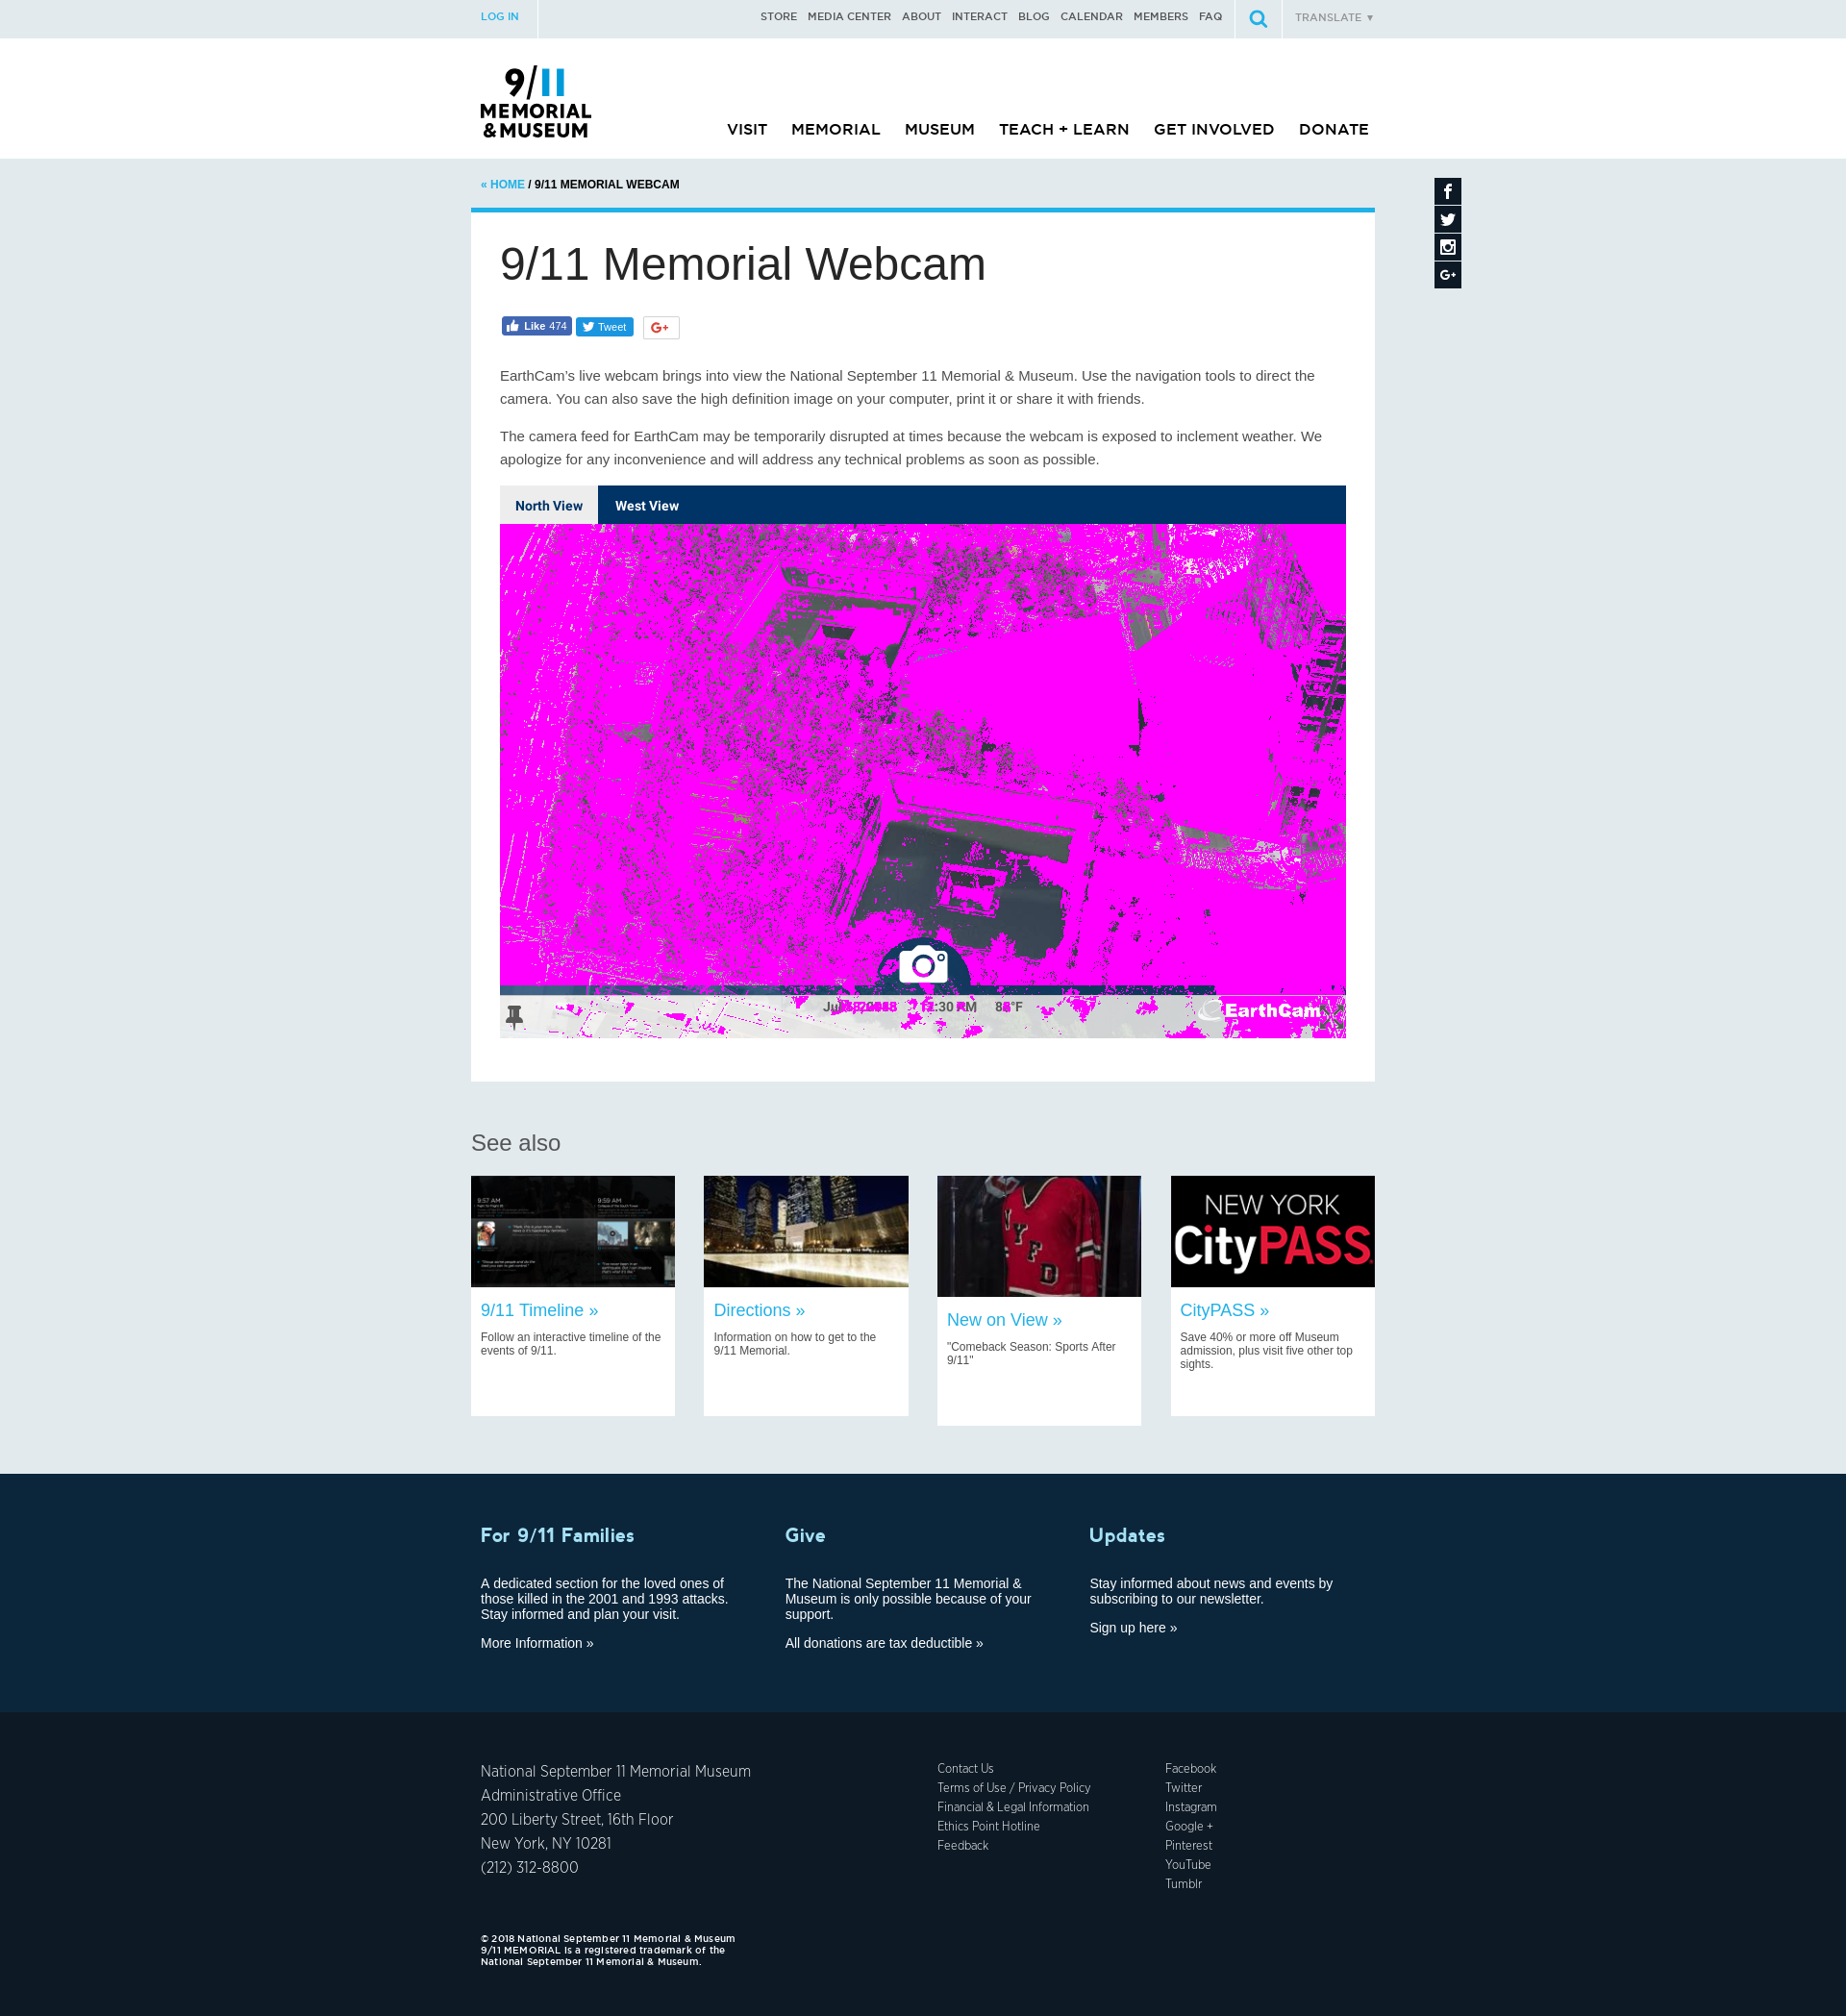 LOG IN
STORE MEDIA CENTER ABOUT INTERACT BLOG CALENDAR MEMBERS FAQ
TRANSLATE ▼
9/11
MEMORIAL
& MUSEUM
VISIT MEMORIAL MUSEUM TEACH + LEARN GET INVOLVED DONATE
« HOME / 9/11 MEMORIAL WEBCAM
9/11 Memorial Webcam
Like 474
Tweet
G+
EarthCam's live webcam brings into view the National September 11 Memorial & Museum. Use the navigation tools to direct the
camera. You can also save the high definition image on your computer, print it or share it with friends.
The camera feed for EarthCam may be temporarily disrupted at times because the webcam is exposed to inclement weather. We
apologize for any inconvenience and will address any technical problems as soon as possible.
North View West View
EarthCam
See also
9:57 AM
9:59 AM
NYFD
NEW YORK
CityPASS
9/11 Timeline »
Follow an interactive timeline of the
events of 9/11.
Directions »
Information on how to get to the
9/11 Memorial.
New on View »
"Comeback Season: Sports After
9/11"
CityPASS »
Save 40% or more off Museum
admission, plus visit five other top
sights.
For 9/11 Families
A dedicated section for the loved ones of
those killed in the 2001 and 1993 attacks.
Stay informed and plan your visit.
More Information »
Give
The National September 11 Memorial &
Museum is only possible because of your
support.
All donations are tax deductible »
Updates
Stay informed about news and events by
subscribing to our newsletter.
Sign up here »
National September 11 Memorial Museum
Administrative Office
200 Liberty Street, 16th Floor
New York, NY 10281
(212) 312-8800
Contact Us
Terms of Use / Privacy Policy
Financial & Legal Information
Ethics Point Hotline
Feedback
Facebook
Twitter
Instagram
Google +
Pinterest
YouTube
Tumblr
© 2018 National September 11 Memorial & Museum
9/11 MEMORIAL is a registered trademark of the
National September 11 Memorial & Museum.